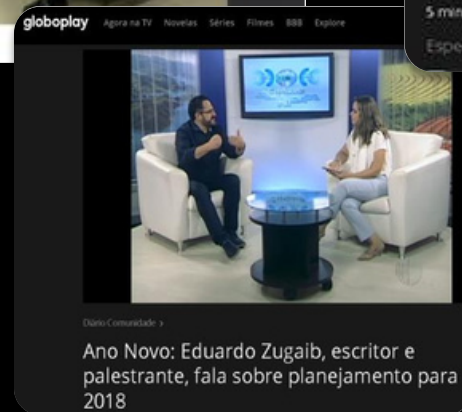 5 min
Espe
globoplay Agora na TV Novelas Séries Filmes BBB Explore
Diário Comunidade >
Ano Novo: Eduardo Zugaib, escritor e
palestrante, fala sobre planejamento para
2018